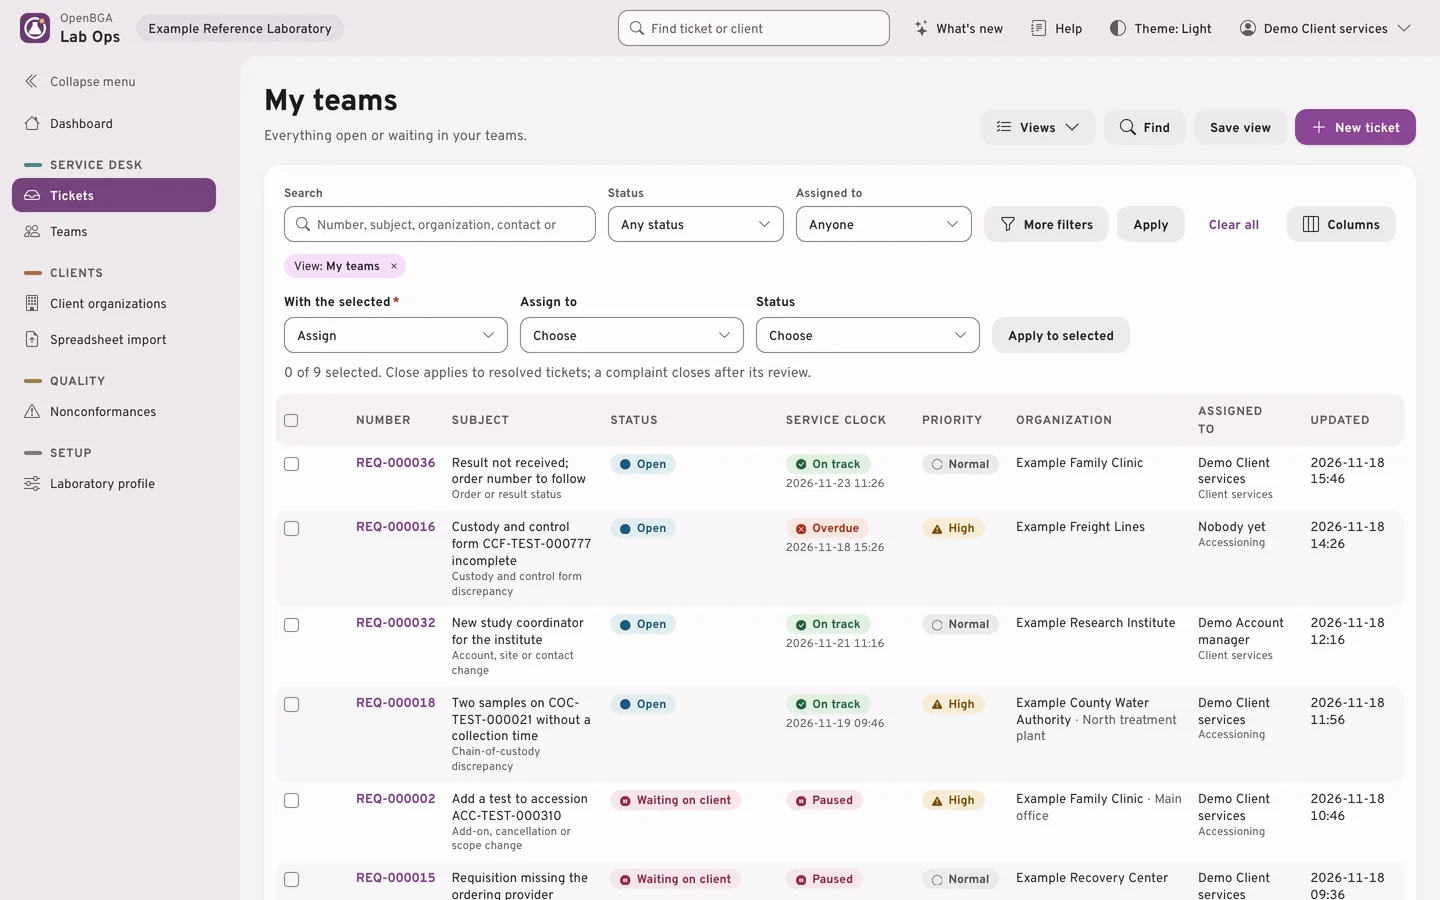 OpenBGA
Lab Ops
Example Reference Laboratory
Find ticket or client
What's new
Help
Theme: Light
Demo Client services
Collapse menu
Dashboard
SERVICE DESK
Tickets
Teams
CLIENTS
Client organizations
Spreadsheet import
QUALITY
Nonconformances
SETUP
Laboratory profile
My teams
Everything open or waiting in your teams.
Views
Find
Save view
New ticket
Search
Status
Assigned to
Number, subject, organization, contact or
Any status
Anyone
More filters
Apply
Clear all
Columns
View: My teams ×
With the selected *
Assign to
Status
Assign
Choose
Choose
Apply to selected
0 of 9 selected. Close applies to resolved tickets; a complaint closes after its review.
NUMBER
SUBJECT
STATUS
SERVICE CLOCK
PRIORITY
ORGANIZATION
ASSIGNED
TO
UPDATED
REQ-000036
Result not received;
order number to follow
Order or result status
Open
On track
2026-11-23 11:26
Normal
Example Family Clinic
Demo Client
services
Client services
2026-11-18
15:46
REQ-000016
Custody and control
form CCF-TEST-000777
incomplete
Custody and control form
discrepancy
Open
Overdue
2026-11-18 15:26
High
Example Freight Lines
Nobody yet
Accessioning
2026-11-18
14:26
REQ-000032
New study coordinator
for the institute
Account, site or contact
change
Open
On track
2026-11-21 11:16
Normal
Example Research Institute
Demo Account
manager
Client services
2026-11-18
12:16
REQ-000018
Two samples on COC-
TEST-000021 without a
collection time
Chain-of-custody
discrepancy
Open
On track
2026-11-19 09:46
High
Example County Water
Authority · North treatment
plant
Demo Client
services
Accessioning
2026-11-18
11:56
REQ-000002
Add a test to accession
ACC-TEST-000310
Add-on, cancellation or
scope change
Waiting on client
Paused
High
Example Family Clinic · Main
office
Demo Client
services
Accessioning
2026-11-18
10:46
REQ-000015
Requisition missing the
ordering provider
Waiting on client
Paused
Normal
Example Recovery Center
Demo Client
services
2026-11-18
09:36